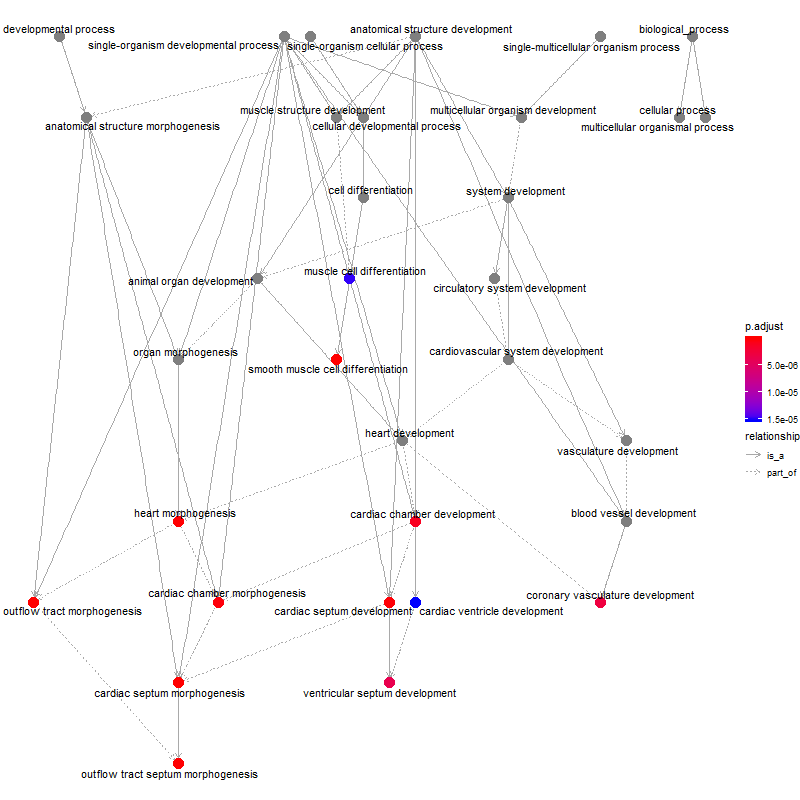 developmental process
anatomical structure development
biological_process
single-organism developmental process
single-organism cellular process
single-multicellular organism process
muscle structure development
multicellular organism development
cellular process
anatomical structure morphogenesis
cellular developmental process
multicellular organismal process
cell differentiation
system development
muscle cell differentiation
animal organ development
circulatory system development
organ morphogenesis
cardiovascular system development
smooth muscle cell differentiation
heart development
vasculature development
heart morphogenesis
cardiac chamber development
blood vessel development
cardiac chamber morphogenesis
coronary vasculature development
outflow tract morphogenesis
cardiac septum development
cardiac ventricle development
cardiac septum morphogenesis
ventricular septum development
outflow tract septum morphogenesis
p.adjust
5.0e-06
1.0e-05
1.5e-05
relationship
is_a
part_of